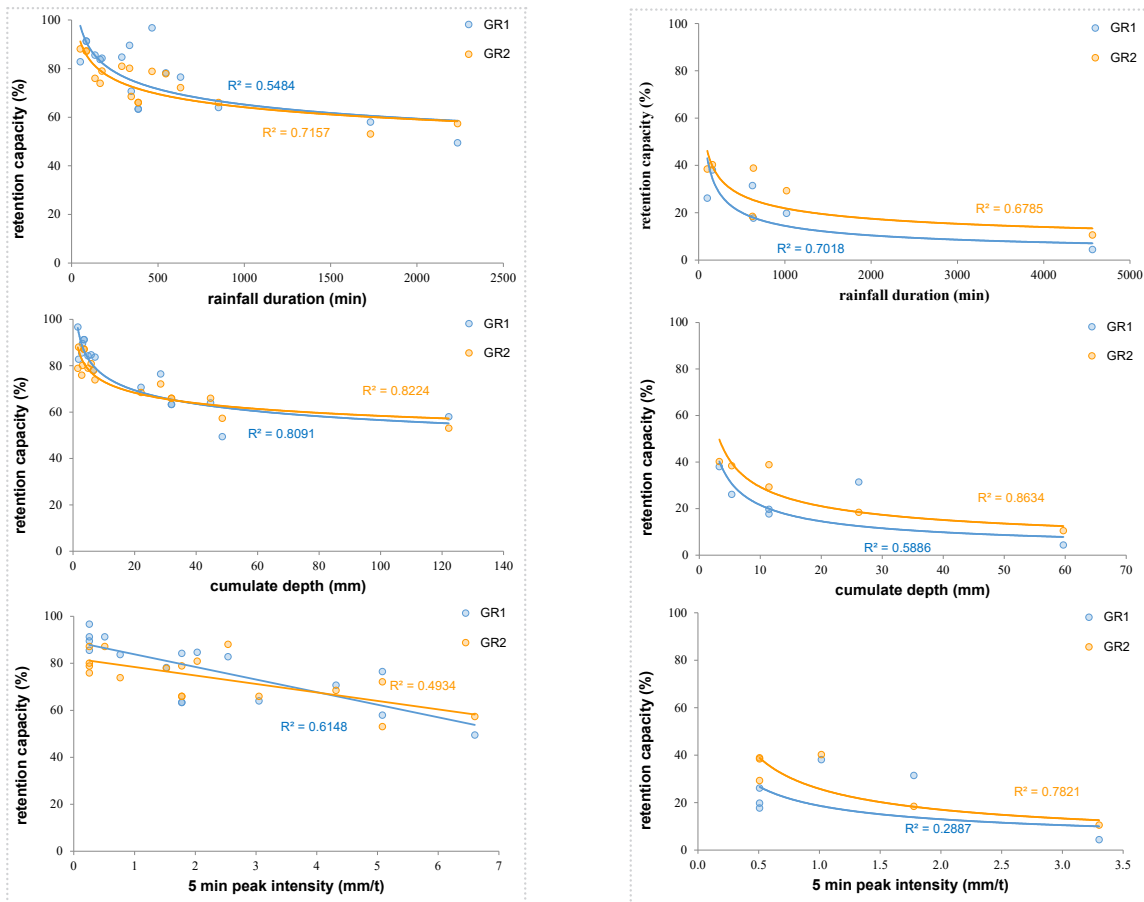 100
80
60
40
20
0
retention capacity (%)
GR1
GR2
R² = 0.5484
R² = 0.7157
0 500 1000 1500 2000 2500
rainfall duration (min)
100
80
60
40
20
0
retention capacity (%)
GR1
GR2
R² = 0.8224
R² = 0.8091
0 20 40 60 80 100 120 140
cumulate depth (mm)
100
80
60
40
20
0
retention capacity (%)
GR1
GR2
R² = 0.4934
R² = 0.6148
0 1 2 3 4 5 6 7
5 min peak intensity (mm/t)
100
80
60
40
20
0
retention capacity (%)
GR1
GR2
R² = 0.6785
R² = 0.7018
0 1000 2000 3000 4000 5000
rainfall duration (min)
100
80
60
40
20
0
retention capacity (%)
GR1
GR2
R² = 0.8634
R² = 0.5886
0 10 20 30 40 50 60 70
cumulate depth (mm)
100
80
60
40
20
0
retention capacity (%)
GR1
GR2
R² = 0.7821
R² = 0.2887
0.0 0.5 1.0 1.5 2.0 2.5 3.0 3.5
5 min peak intensity (mm/t)